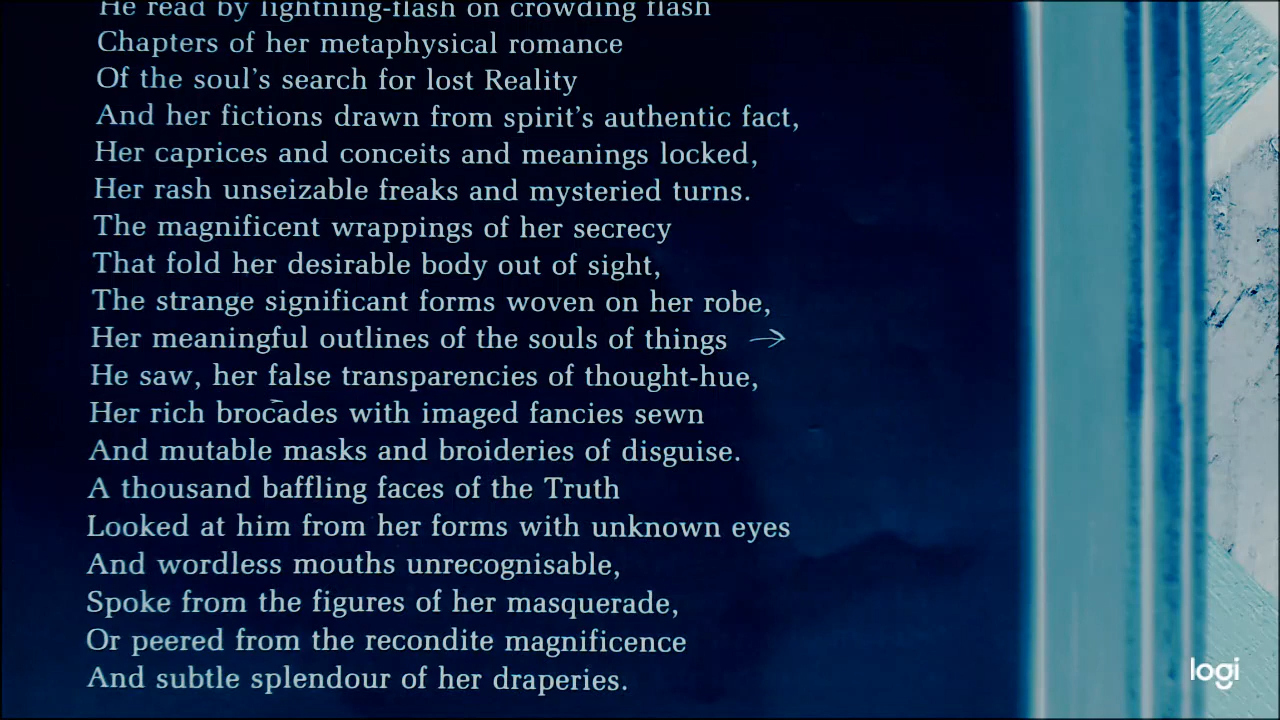 He read by lightning-flash on crowding flash
Chapters of her metaphysical romance
Of the soul’s search for lost Reality
And her fictions drawn from spirit’s authentic fact,
Her caprices and conceits and meanings locked,
Her rash unseizable freaks and mysteried turns.
The magnificent wrappings of her secrecy
That fold her desirable body out of sight,
The strange significant forms woven on her robe,
Her meaningful outlines of the souls of things →
He saw, her false transparencies of thought-hue,
Her rich brocades with imaged fancies sewn
And mutable masks and broideries of disguise.
A thousand baffling faces of the Truth
Looked at him from her forms with unknown eyes
And wordless mouths unrecognisable,
Spoke from the figures of her masquerade,
Or peered from the recondite magnificence
And subtle splendour of her draperies.
logi